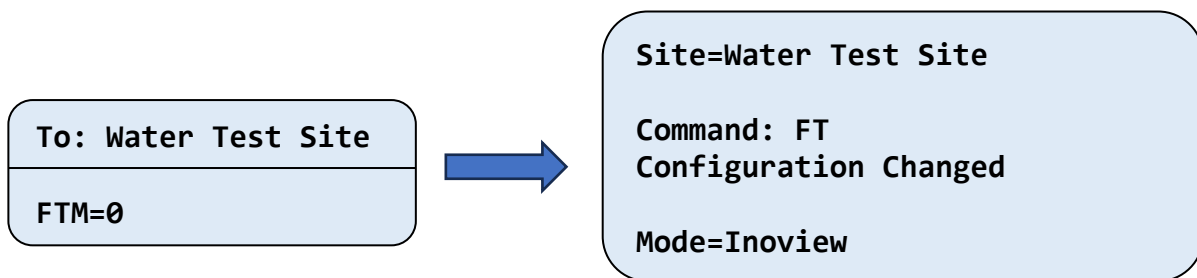 To: Water Test Site
FTM=0
Site=Water Test Site
Command: FT
Configuration Changed
Mode=Inoview